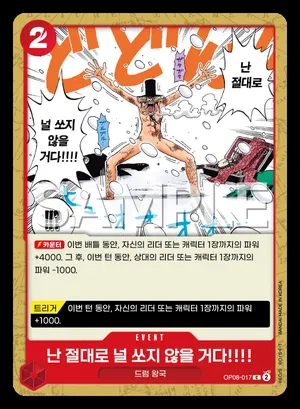 2
난
절대로
널 쏘지
않을
거다!!!!
SAMPLE
카운터 이번 배틀 동안, 자신의 리더 또는 캐릭터 1장까지의 파워
+4000. 그 후, 이번 턴 동안, 상대의 리더 또는 캐릭터 1장까지의
파워 -1000.
트리거 이번 턴 동안, 자신의 리더 또는 캐릭터 1장까지의 파워
+1000.
EVENT
난 절대로 널 쏘지 않을 거다!!!!
드럼 왕국
OP08-017 C 2